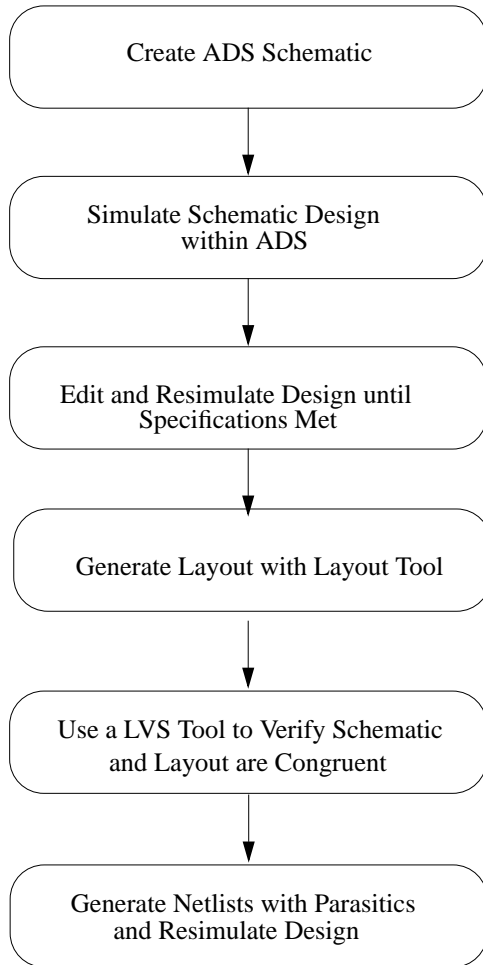 Create ADS Schematic
Simulate Schematic Design
within ADS
Edit and Resimulate Design until
Specifications Met
Generate Layout with Layout Tool
Use a LVS Tool to Verify Schematic
and Layout are Congruent
Generate Netlists with Parasitics
and Resimulate Design